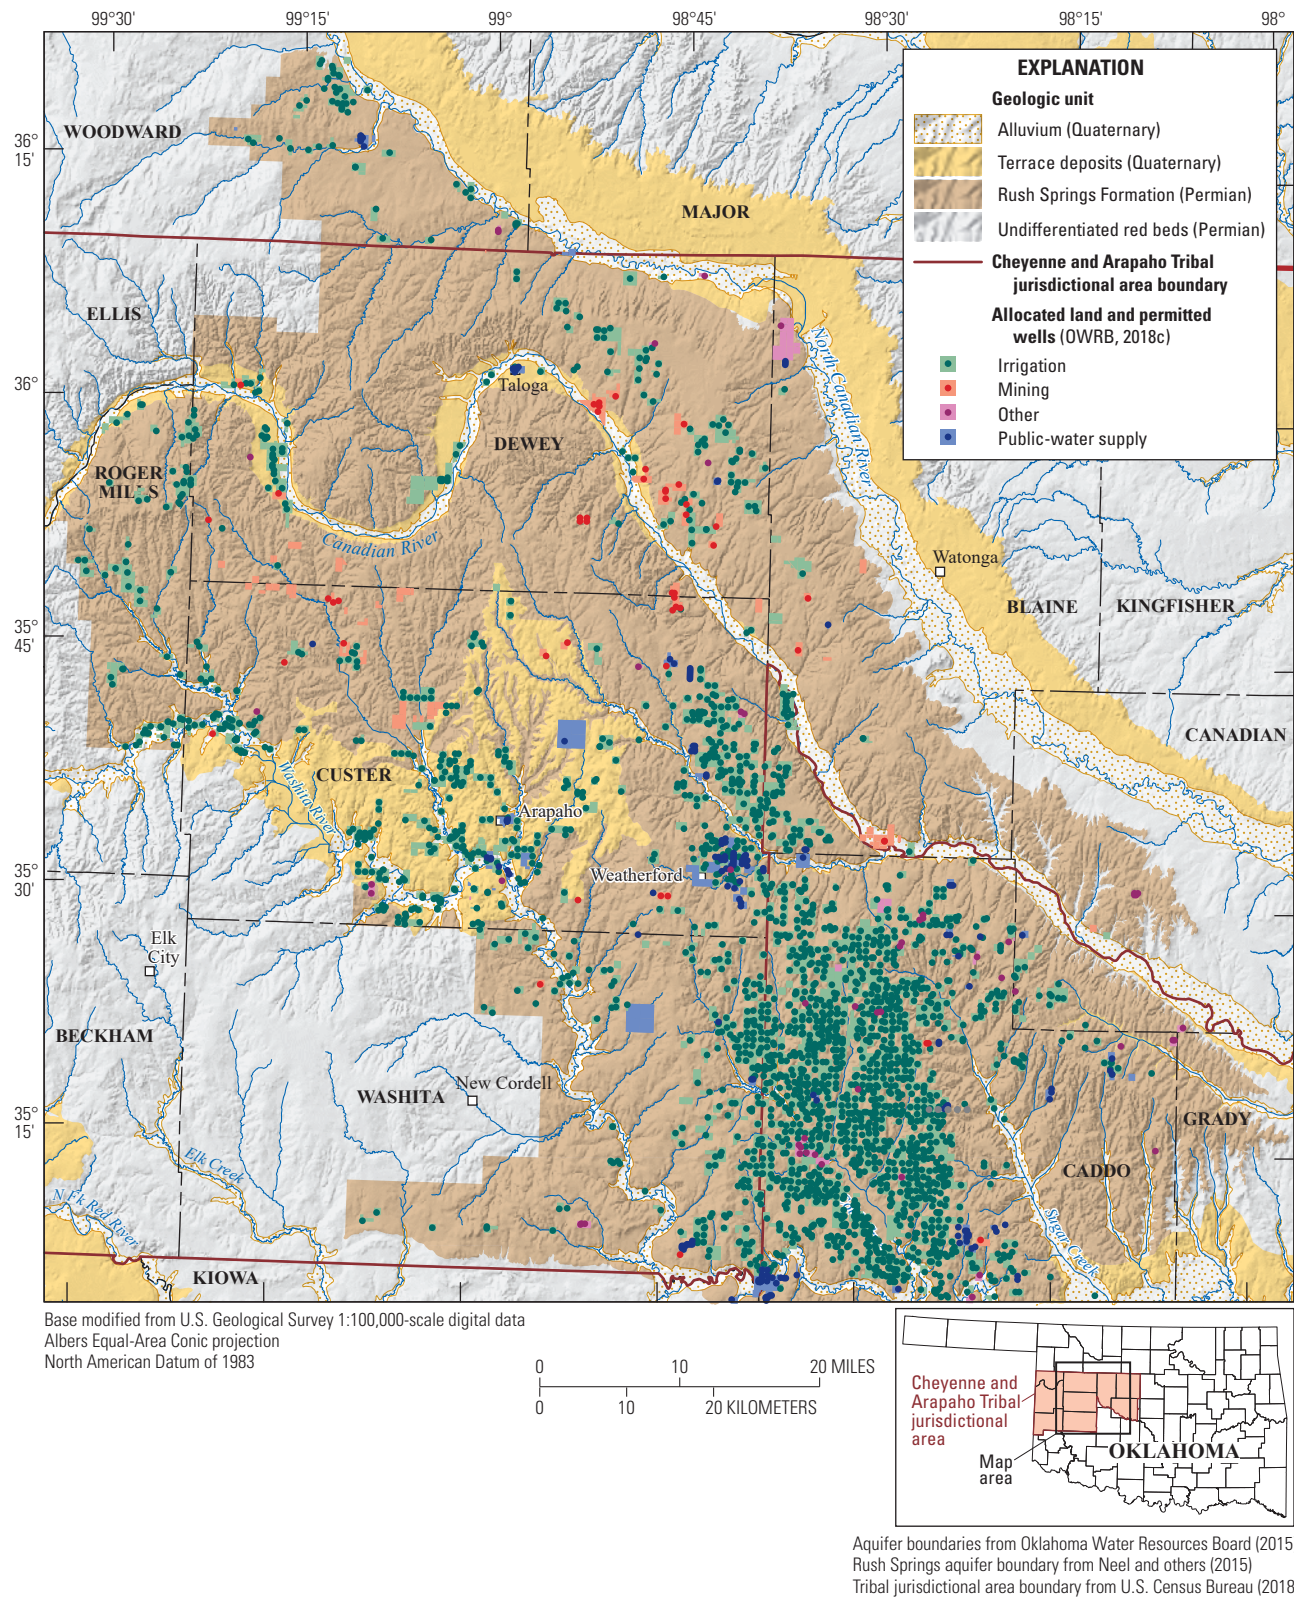 99°30' 99°15' 99° 98°45' 98°30' 98°15' 98°
36°
15'
36°
35°
45'
35°
30'
35°
15'
EXPLANATION
Geologic unit
Alluvium (Quaternary)
Terrace deposits (Quaternary)
Rush Springs Formation (Permian)
Undifferentiated red beds (Permian)
Cheyenne and Arapaho Tribal
jurisdictional area boundary
Allocated land and permitted
wells (OWRB, 2018c)
Irrigation
Mining
Other
Public-water supply
WOODWARD
MAJOR
ELLIS
North Canadian River
Taloga
DEWEY
ROGER
MILLS
Canadian River
Watonga
BLAINE
KINGFISHER
CANADIAN
Washita River
CUSTER
Arapaho
Weatherford
Elk
City
BECKHAM
WASHITA
New Cordell
GRADY
CADDO
Elk Creek
N Fk Red River
Sugar Creek
KIOWA
Base modified from U.S. Geological Survey 1:100,000-scale digital data
Albers Equal-Area Conic projection
North American Datum of 1983
0 10 20 MILES
0 10 20 KILOMETERS
Cheyenne and
Arapaho Tribal
jurisdictional
area
Map
area
OKLAHOMA
Aquifer boundaries from Oklahoma Water Resources Board (2015
Rush Springs aquifer boundary from Neel and others (2015)
Tribal jurisdictional area boundary from U.S. Census Bureau (2018